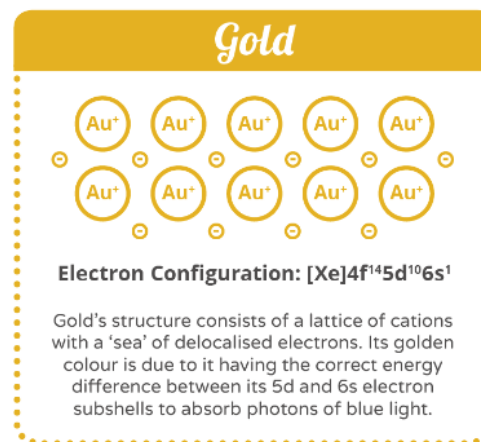 Gold
Au⁺ Au⁺ Au⁺ Au⁺ Au⁺
Au⁺ Au⁺ Au⁺ Au⁺ Au⁺
Electron Configuration: [Xe]4f¹⁴5d¹⁰6s¹
Gold's structure consists of a lattice of cations
with a ‘sea’ of delocalised electrons. Its golden
colour is due to it having the correct energy
difference between its 5d and 6s electron
subshells to absorb photons of blue light.